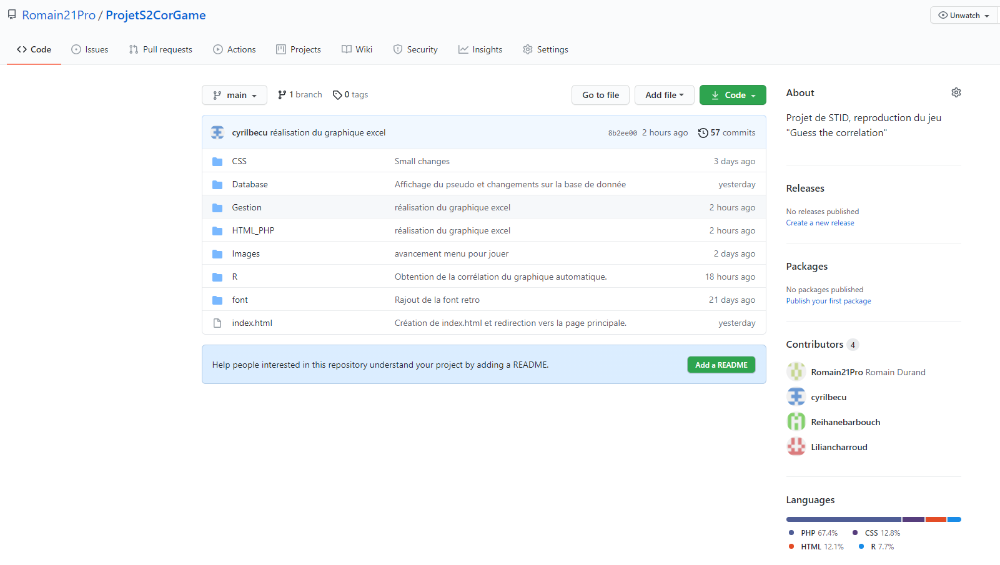 Romain21Pro / ProjetS2CorGame
Unwatch
Code Issues Pull requests Actions Projects Wiki Security Insights Settings
main 1 branch 0 tags Go to file Add file Code
cyrilbecu réalisation du graphique excel 8b2ee00 2 hours ago 57 commits
CSS Small changes 3 days ago
Database Affichage du pseudo et changements sur la base de donnée yesterday
Gestion réalisation du graphique excel 2 hours ago
HTML_PHP réalisation du graphique excel 2 hours ago
Images avancement menu pour jouer 2 days ago
R Obtention de la corrélation du graphique automatique. 18 hours ago
font Rajout de la font retro 21 days ago
index.html Création de index.html et redirection vers la page principale. yesterday
Help people interested in this repository understand your project by adding a README. Add a README
About
Projet de STID, reproduction du jeu
"Guess the correlation"
Releases
No releases published
Create a new release
Packages
No packages published
Publish your first package
Contributors 4
Romain21Pro Romain Durand
cyrilbecu
Reihanebarbouch
Liliancharroud
Languages
PHP 67.4% CSS 12.8%
HTML 12.1% R 7.7%